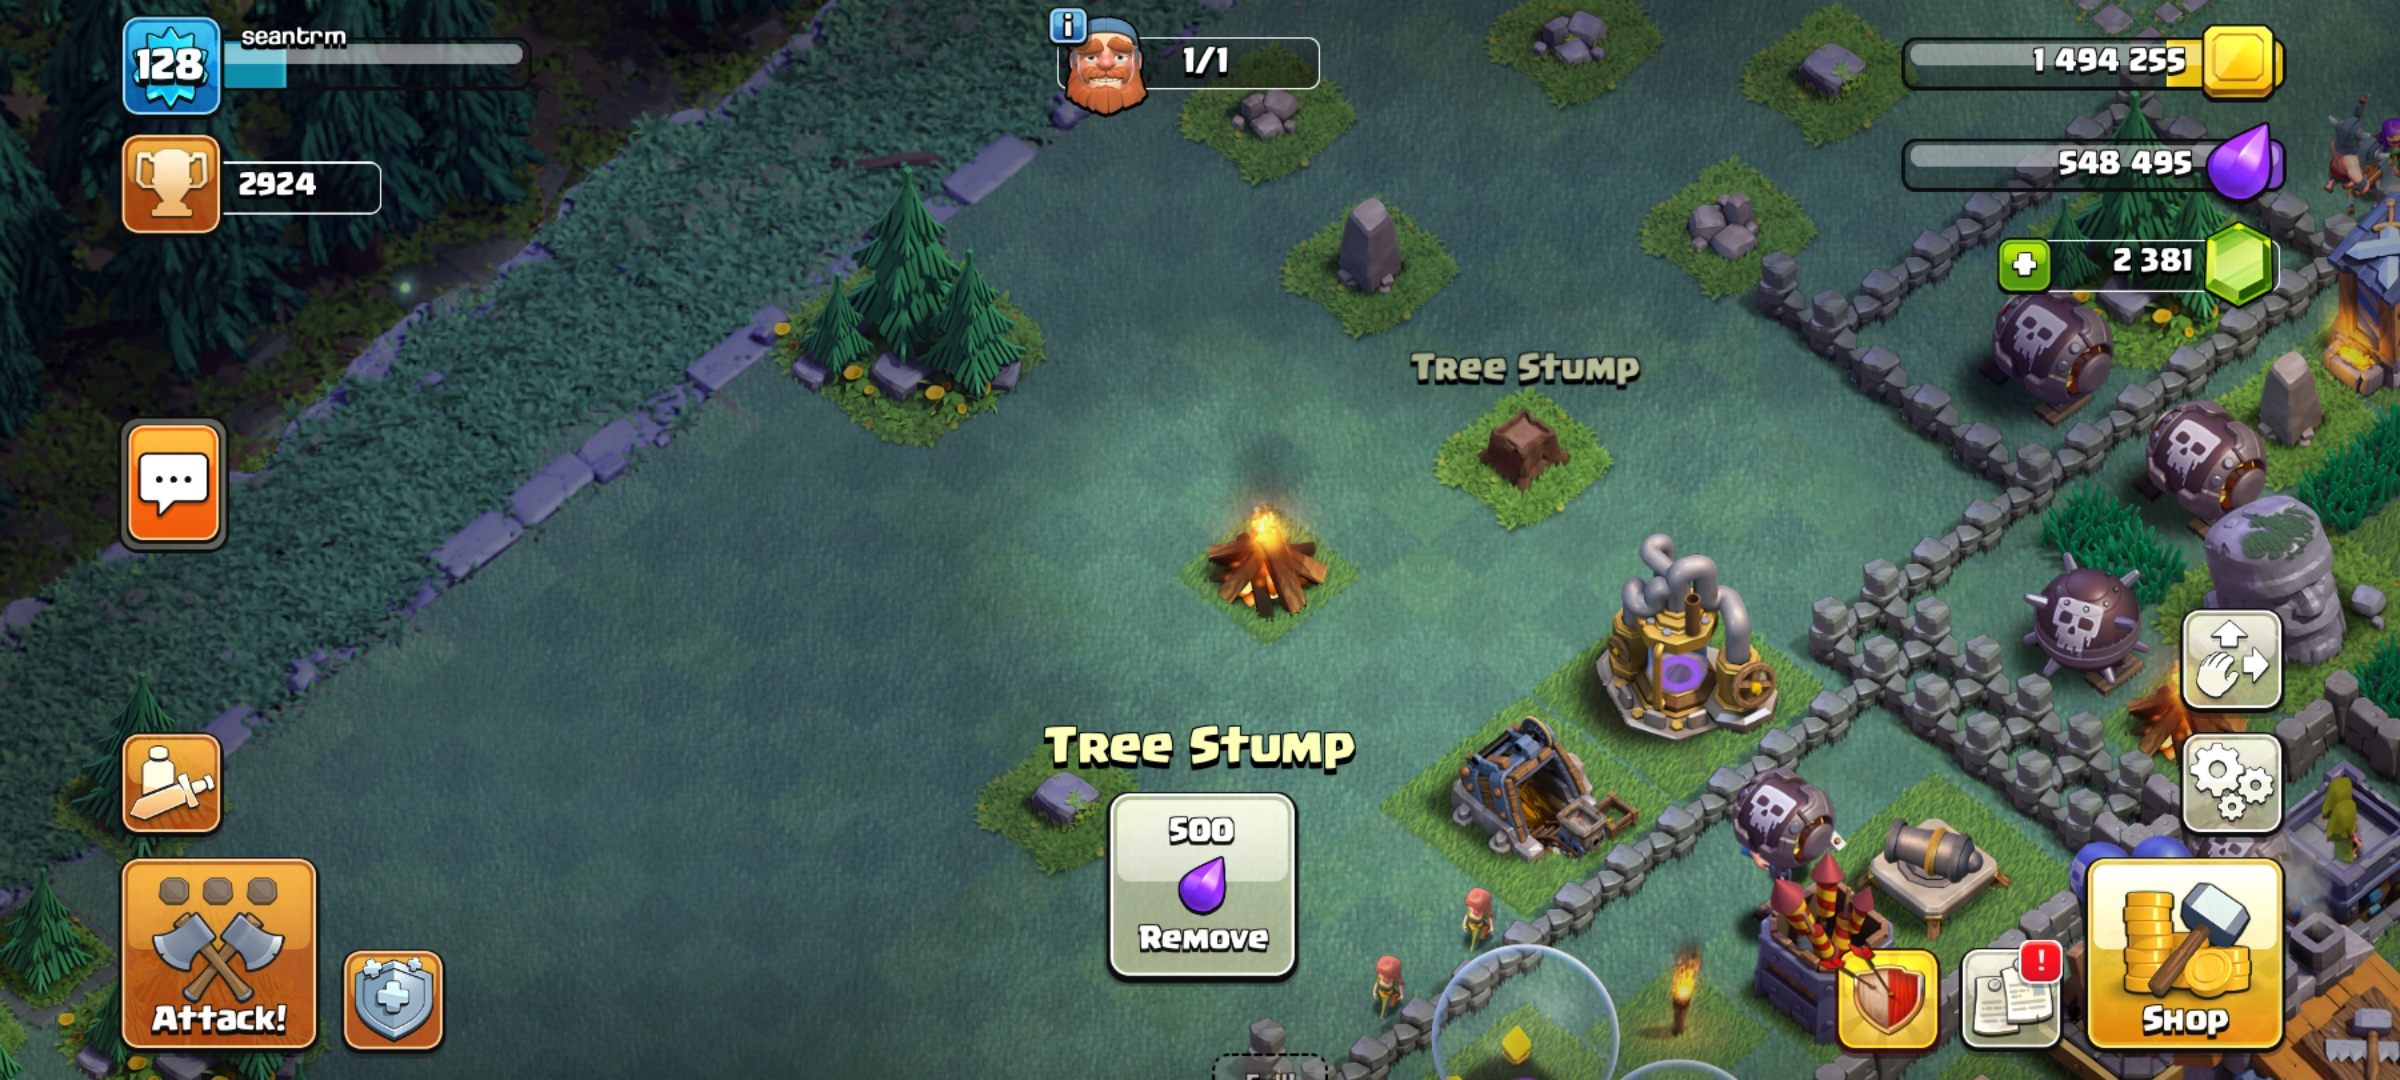 128
seantrm
1/1
1 494 255
2924
548 495
2 381
Tree Stump
Tree Stump
500
Remove
Attack!
Shop